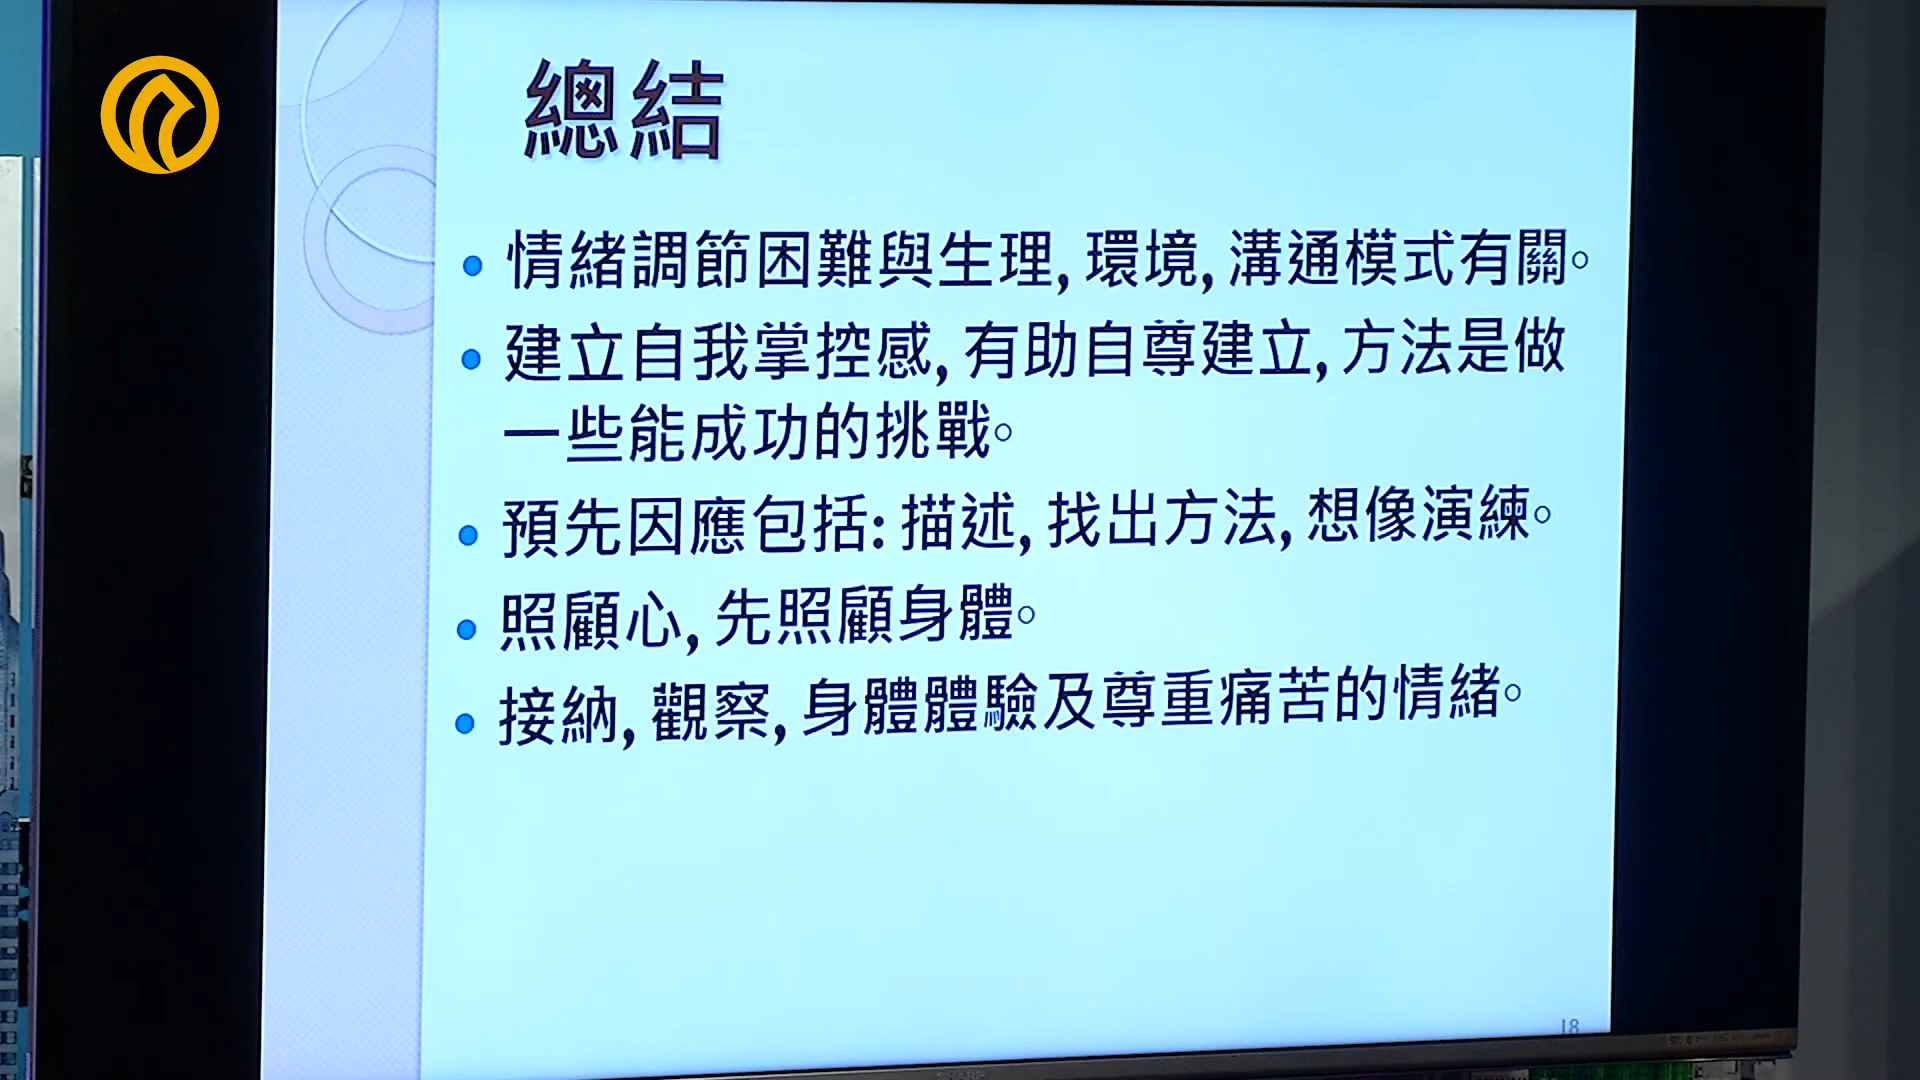 總結
情緒調節困難與生理, 環境, 溝通模式有關。
建立自我掌控感, 有助自尊建立, 方法是做
一些能成功的挑戰。
預先因應包括: 描述, 找出方法, 想像演練。
照顧心, 先照顧身體。
接納, 觀察, 身體體驗及尊重痛苦的情緒。
18